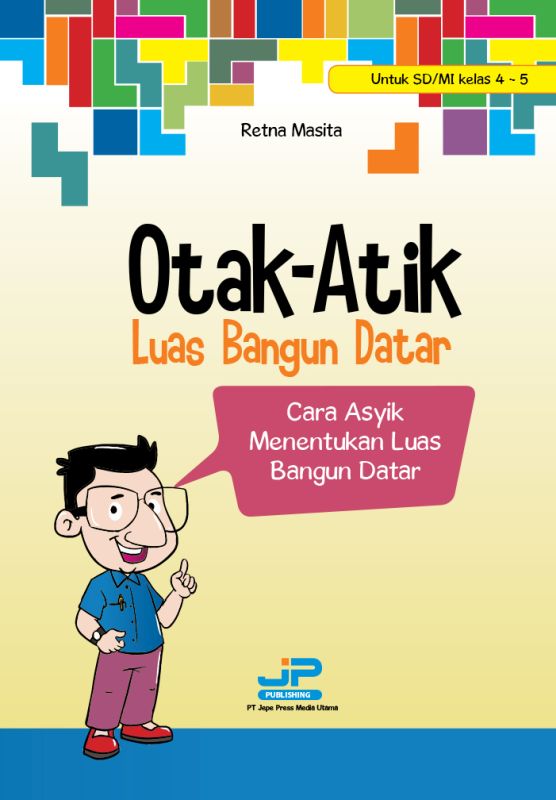 Untuk SD/MI kelas 4 ~ 5
Retna Masita
Otak-Atik
Luas Bangun Datar
Cara Asyik
Menentukan Luas
Bangun Datar
JP
PUBLISHING
PT Jepe Press Media Utama